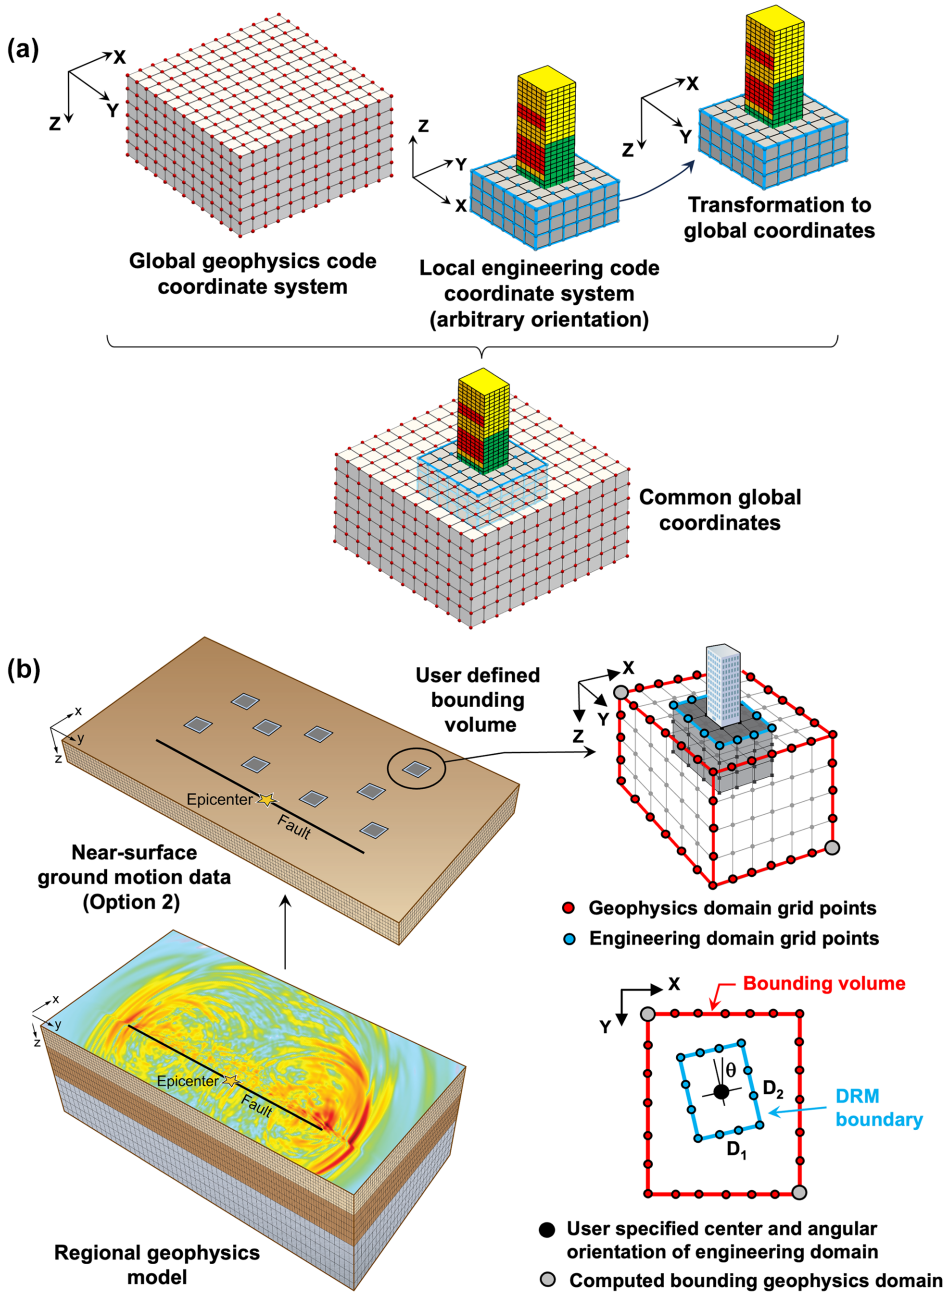 (a)
X
Y
Z
Z
Y
X
X
Y
Z
Global geophysics code
coordinate system
Local engineering code
coordinate system
(arbitrary orientation)
Transformation to
global coordinates
Common global
coordinates
(b)
x
y
z
Epicenter
Fault
User defined
bounding
volume
X
Y
Z
Near-surface
ground motion data
(Option 2)
Geophysics domain grid points
Engineering domain grid points
x
y
z
Epicenter
Fault
Regional geophysics
model
X
Y
Bounding volume
θ
D2
D1
DRM
boundary
User specified center and angular
orientation of engineering domain
Computed bounding geophysics domain